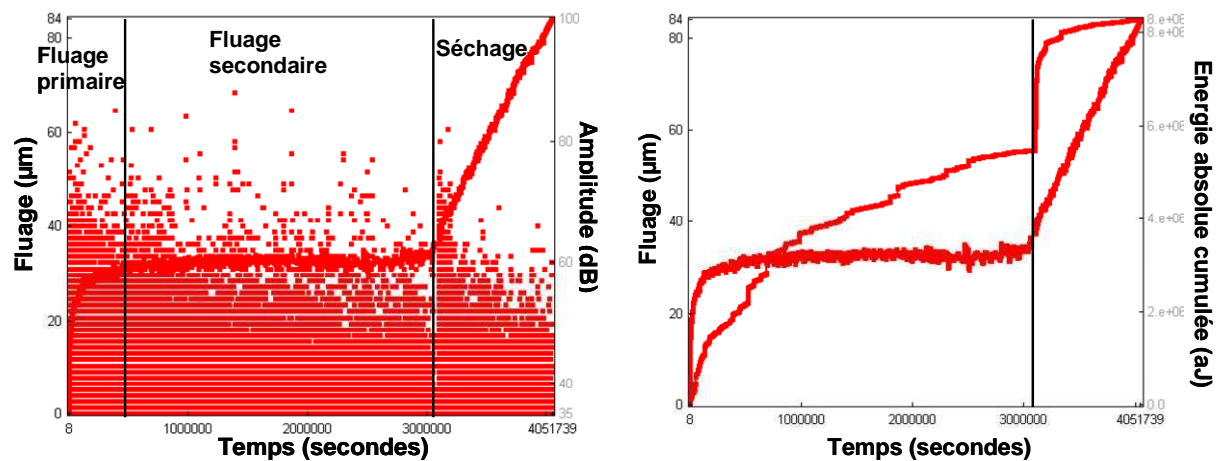 84
80
60
40
20
0
Fluage (µm)
Fluage
primaire
Fluage
secondaire
Séchage
100
80
60
40
35
Amplitude (dB)
8
1000000
2000000
3000000
4051739
Temps (secondes)
84
80
60
40
20
0
Fluage (µm)
8.e+06
8.e+06
6.e+06
4.e+06
2.e+06
0.0
Energie absolue cumulée (aJ)
8
1000000
2000000
3000000
4051739
Temps (secondes)